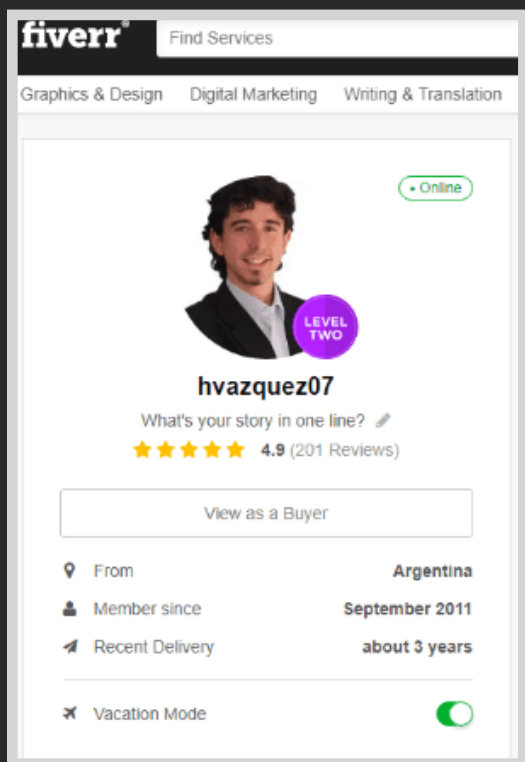 fiverr®
Find Services
Graphics & Design Digital Marketing Writing & Translation
• Online
LEVEL
TWO
hvazquez07
What's your story in one line?
4.9 (201 Reviews)
View as a Buyer
From Argentina
Member since September 2011
Recent Delivery about 3 years
Vacation Mode